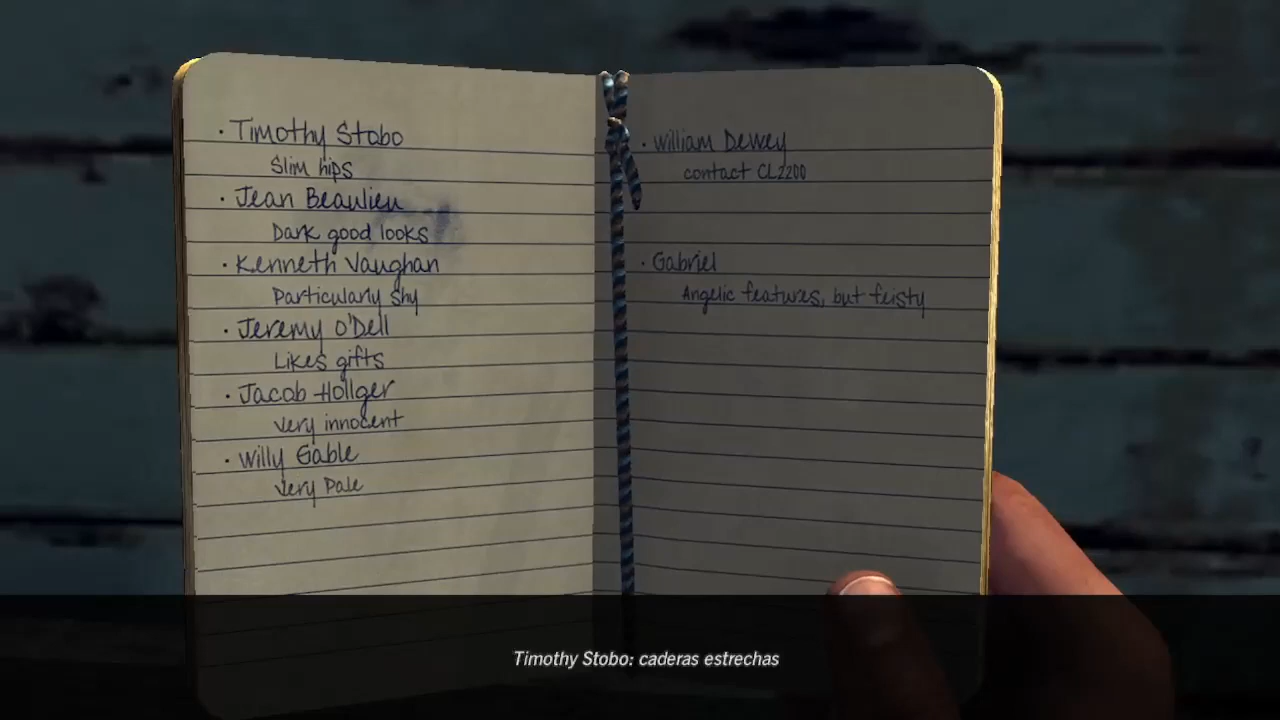 · Timothy Stobo
Slim hips
· Jean Beaulieu
Dark good looks
· Kenneth Vaughan
Particularly shy
· Jeremy O'Dell
Likes gifts
· Jacob Hollger
Very innocent
· Willy Gable
Very Pale
· William Dewey
contact CL2200
· Gabriel
Angelic features, but feisty
Timothy Stobo: caderas estrechas